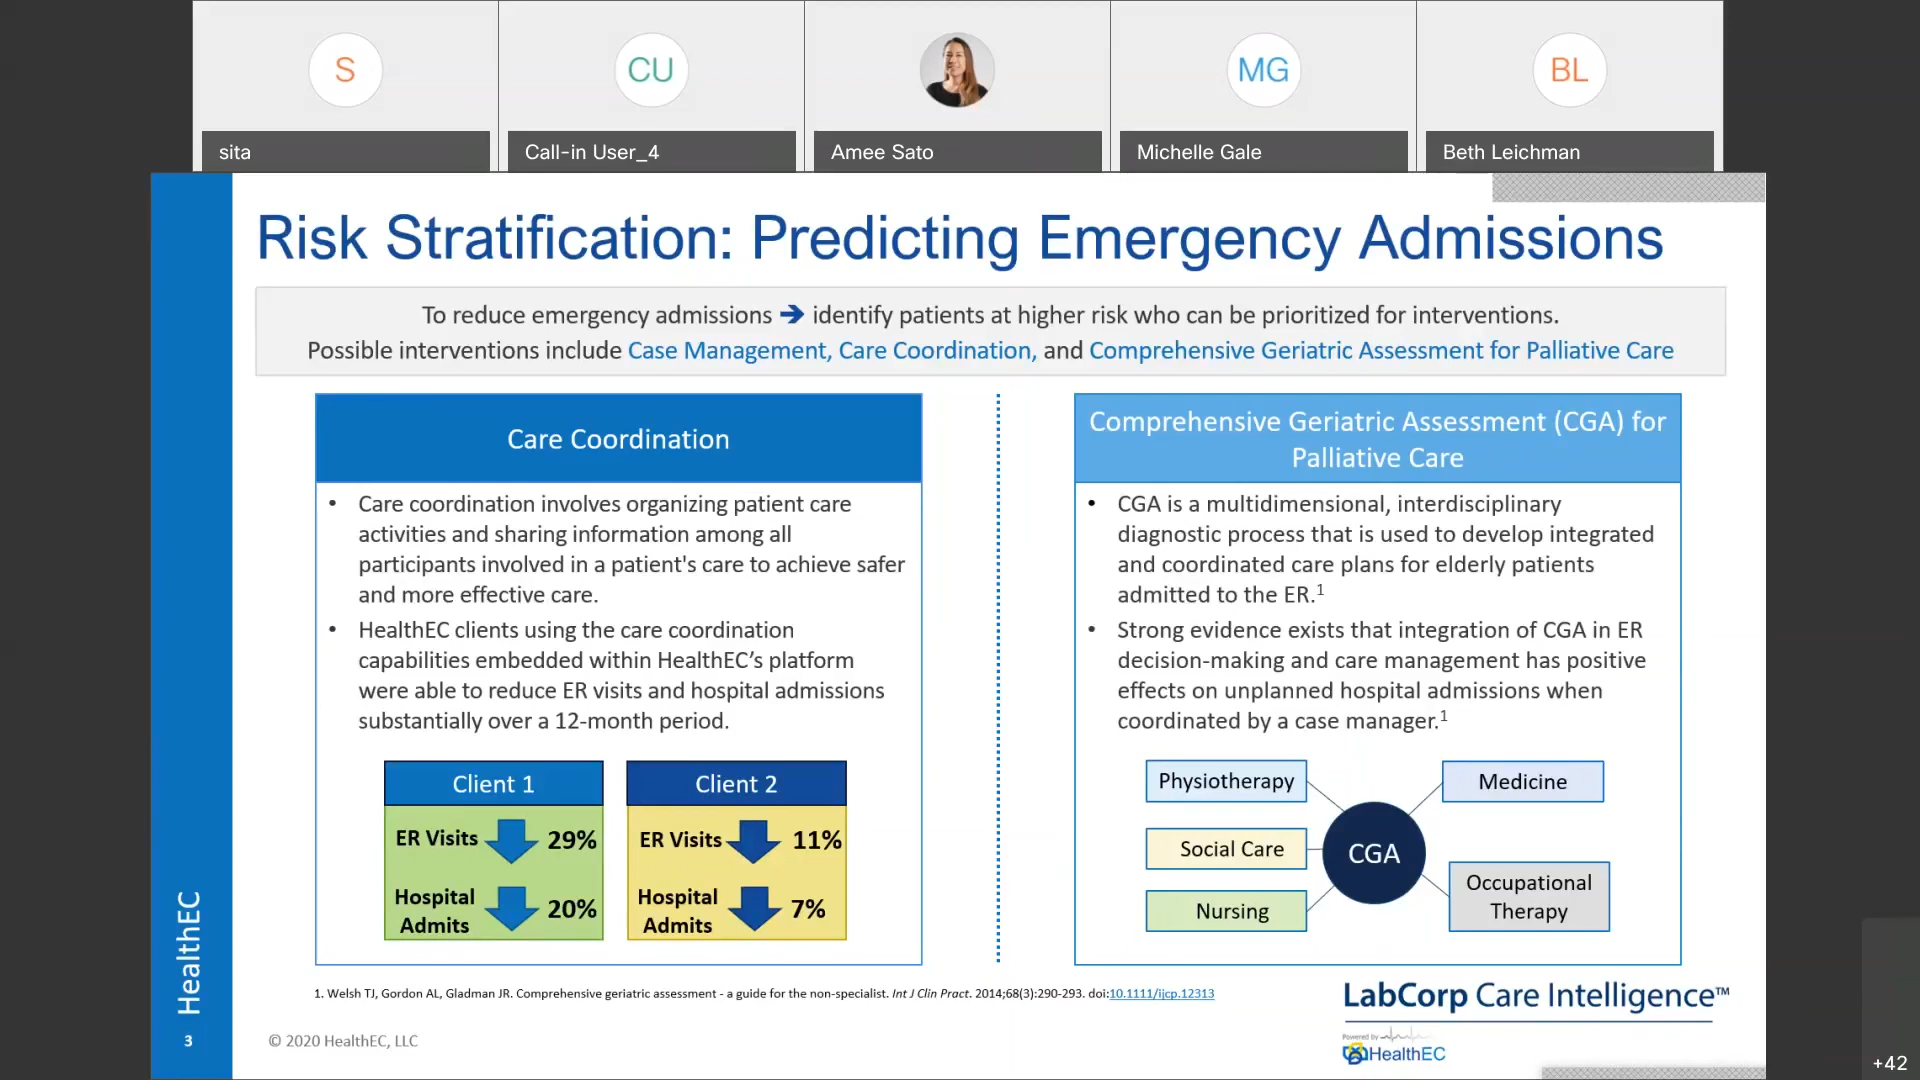 S
CU
MG
BL
sita
Call-in User_4
Amee Sato
Michelle Gale
Beth Leichman
Risk Stratification: Predicting Emergency Admissions
To reduce emergency admissions ➔ identify patients at higher risk who can be prioritized for interventions.
Possible interventions include Case Management, Care Coordination, and Comprehensive Geriatric Assessment for Palliative Care
Care Coordination
• Care coordination involves organizing patient care
activities and sharing information among all
participants involved in a patient's care to achieve safer
and more effective care.
• HealthEC clients using the care coordination
capabilities embedded within HealthEC’s platform
were able to reduce ER visits and hospital admissions
substantially over a 12-month period.
Client 1
ER Visits 29%
Hospital
Admits 20%
Client 2
ER Visits 11%
Hospital
Admits 7%
Comprehensive Geriatric Assessment (CGA) for
Palliative Care
• CGA is a multidimensional, interdisciplinary
diagnostic process that is used to develop integrated
and coordinated care plans for elderly patients
admitted to the ER.1
• Strong evidence exists that integration of CGA in ER
decision-making and care management has positive
effects on unplanned hospital admissions when
coordinated by a case manager.1
Physiotherapy
Social Care
Nursing
CGA
Medicine
Occupational
Therapy
1. Welsh TJ, Gordon AL, Gladman JR. Comprehensive geriatric assessment - a guide for the non-specialist. Int J Clin Pract. 2014;68(3):290-293. doi:10.1111/ijcp.12313
HealthEC
3
© 2020 HealthEC, LLC
LabCorp Care Intelligence™
Powered by
HealthEC
+42